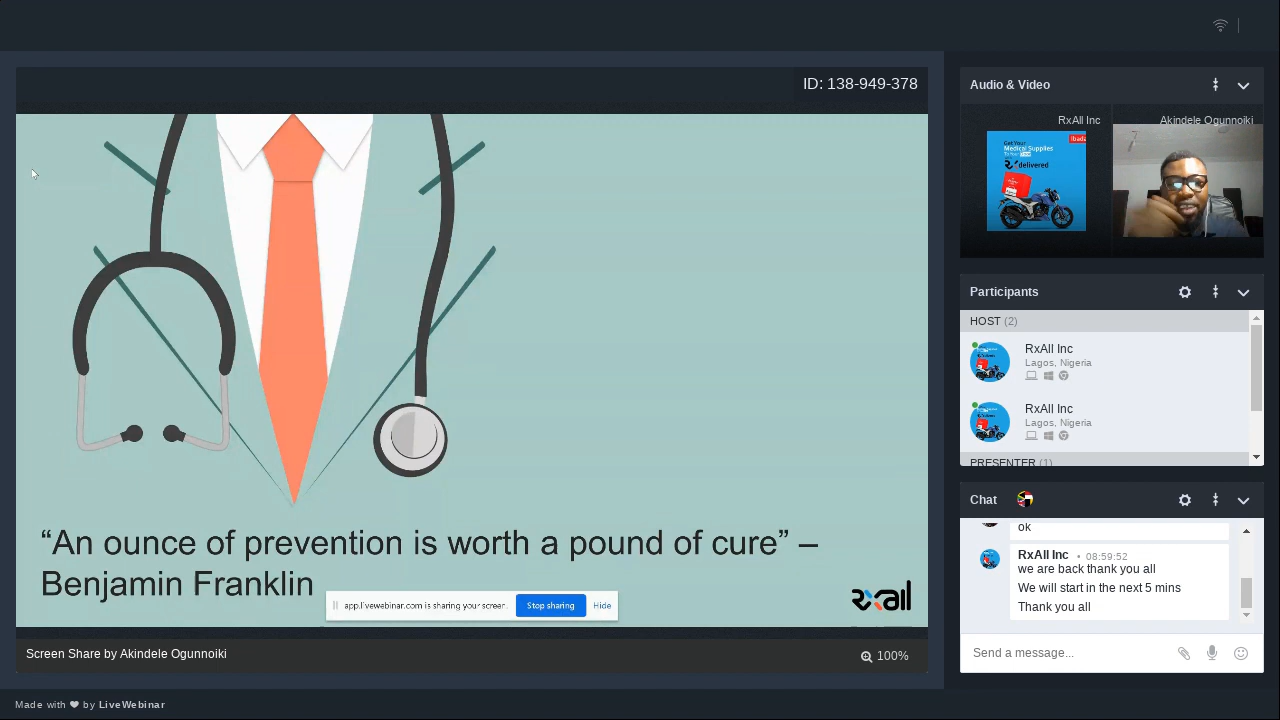 ID: 138-949-378
“An ounce of prevention is worth a pound of cure” –
Benjamin Franklin
app.livewebinar.com is sharing your screen.
Stop sharing
Hide
rxall
Screen Share by Akindele Ogunnoiki
100%
Audio & Video
RxAll Inc
Akindele Ogunnoiki
Get Your
Medical Supplies
delivered
Participants
HOST (2)
RxAll Inc
Lagos, Nigeria
RxAll Inc
Lagos, Nigeria
PRESENTER (1)
Chat
ok
RxAll Inc • 08:59:52
we are back thank you all
We will start in the next 5 mins
Thank you all
Send a message...
Made with ❤ by LiveWebinar